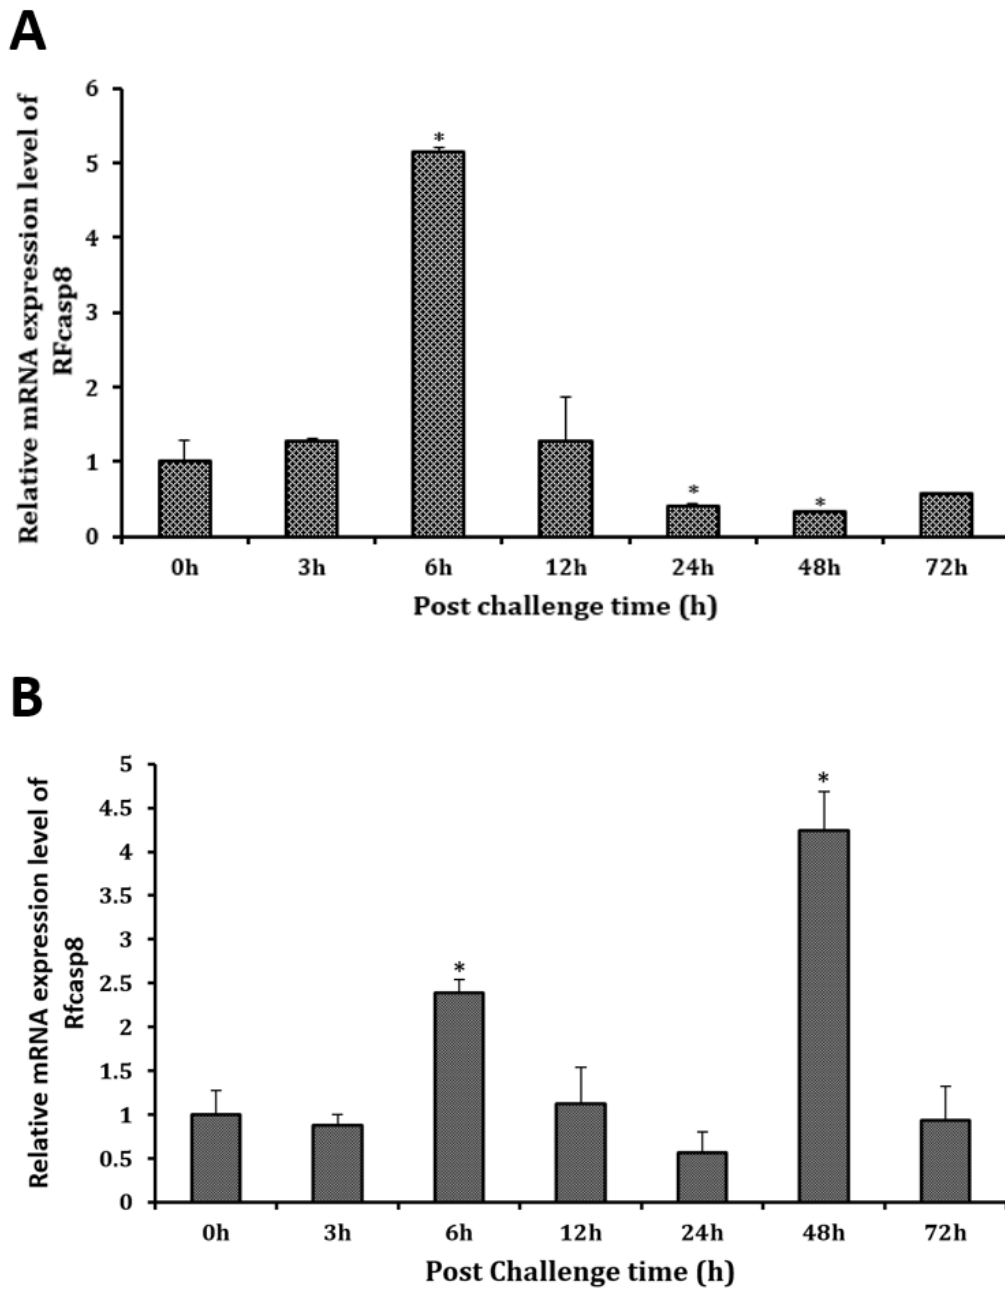 A
Relative mRNA expression level of
RFcasp8
6
5
4
3
2
1
0
*
*
*
0h 3h 6h 12h 24h 48h 72h
Post challenge time (h)
B
Relative mRNA expression level of
Rfcasp8
5
4.5
4
3.5
3
2.5
2
1.5
1
0.5
0
*
*
0h 3h 6h 12h 24h 48h 72h
Post Challenge time (h)